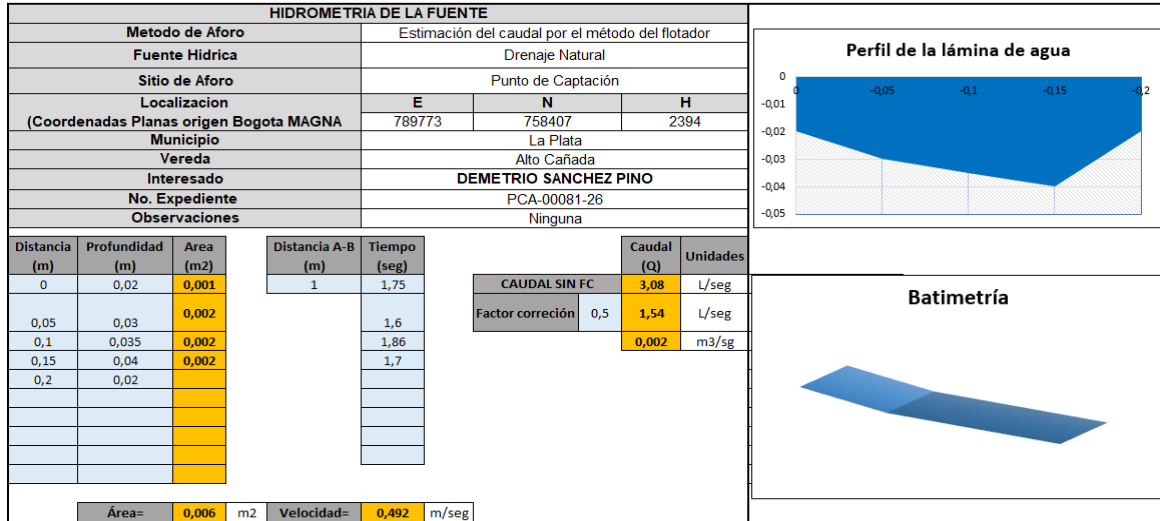 HIDROMETRIA DE LA FUENTE
Metodo de Aforo Estimación del caudal por el método del flotador
Fuente Hidrica Drenaje Natural
Sitio de Aforo Punto de Captación
Localizacion E N H
(Coordenadas Planas origen Bogota MAGNA 789773 758407 2394
Municipio La Plata
Vereda Alto Cañada
Interesado DEMETRIO SANCHEZ PINO
No. Expediente PCA-00081-26
Observaciones Ninguna
Perfil de la lámina de agua
0
0 -0,05 -0,1 -0,15 -0,2
-0,01
-0,02
-0,03
-0,04
-0,05
Distancia Profundidad Area Distancia A-B Tiempo Caudal Unidades
(m) (m) (m2) (m) (seg) (Q)
0 0,02 0,001 1 1,75 CAUDAL SIN FC 3,08 L/seg
0,05 0,03 0,002 1,6 Factor correción 0,5 1,54 L/seg
0,1 0,035 0,002 1,86 0,002 m3/sg
0,15 0,04 0,002 1,7
0,2 0,02
Batimetría
Área= 0,006 m2 Velocidad= 0,492 m/seg